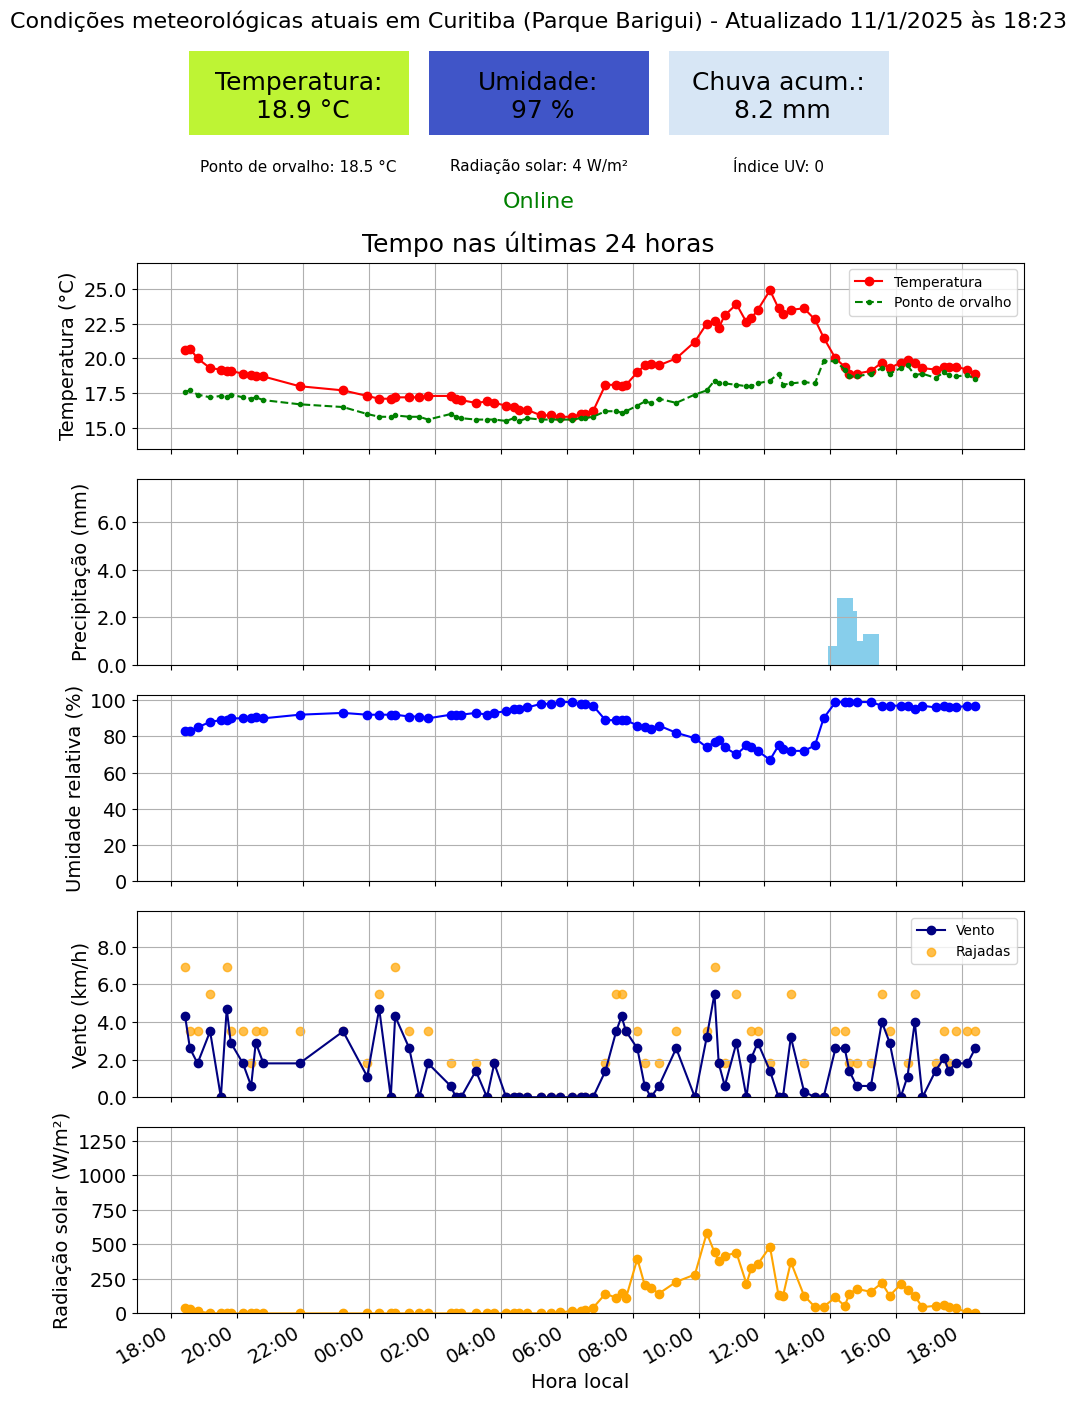 Condições meteorológicas atuais em Curitiba (Parque Barigui) - Atualizado 11/1/2025 às 18:23
Temperatura:
18.9 °C
Umidade:
97 %
Chuva acum.:
8.2 mm
Ponto de orvalho: 18.5 °C
Radiação solar: 4 W/m²
Índice UV: 0
Online
Tempo nas últimas 24 horas
Temperatura (°C)
25.0
22.5
20.0
17.5
15.0
Temperatura
Ponto de orvalho
Precipitação (mm)
6.0
4.0
2.0
0.0
Umidade relativa (%)
100
80
60
40
20
0
Vento (km/h)
8.0
6.0
4.0
2.0
0.0
Vento
Rajadas
Radiação solar (W/m²)
1250
1000
750
500
250
0
18:00
20:00
22:00
00:00
02:00
04:00
06:00
08:00
10:00
12:00
14:00
16:00
18:00
Hora local